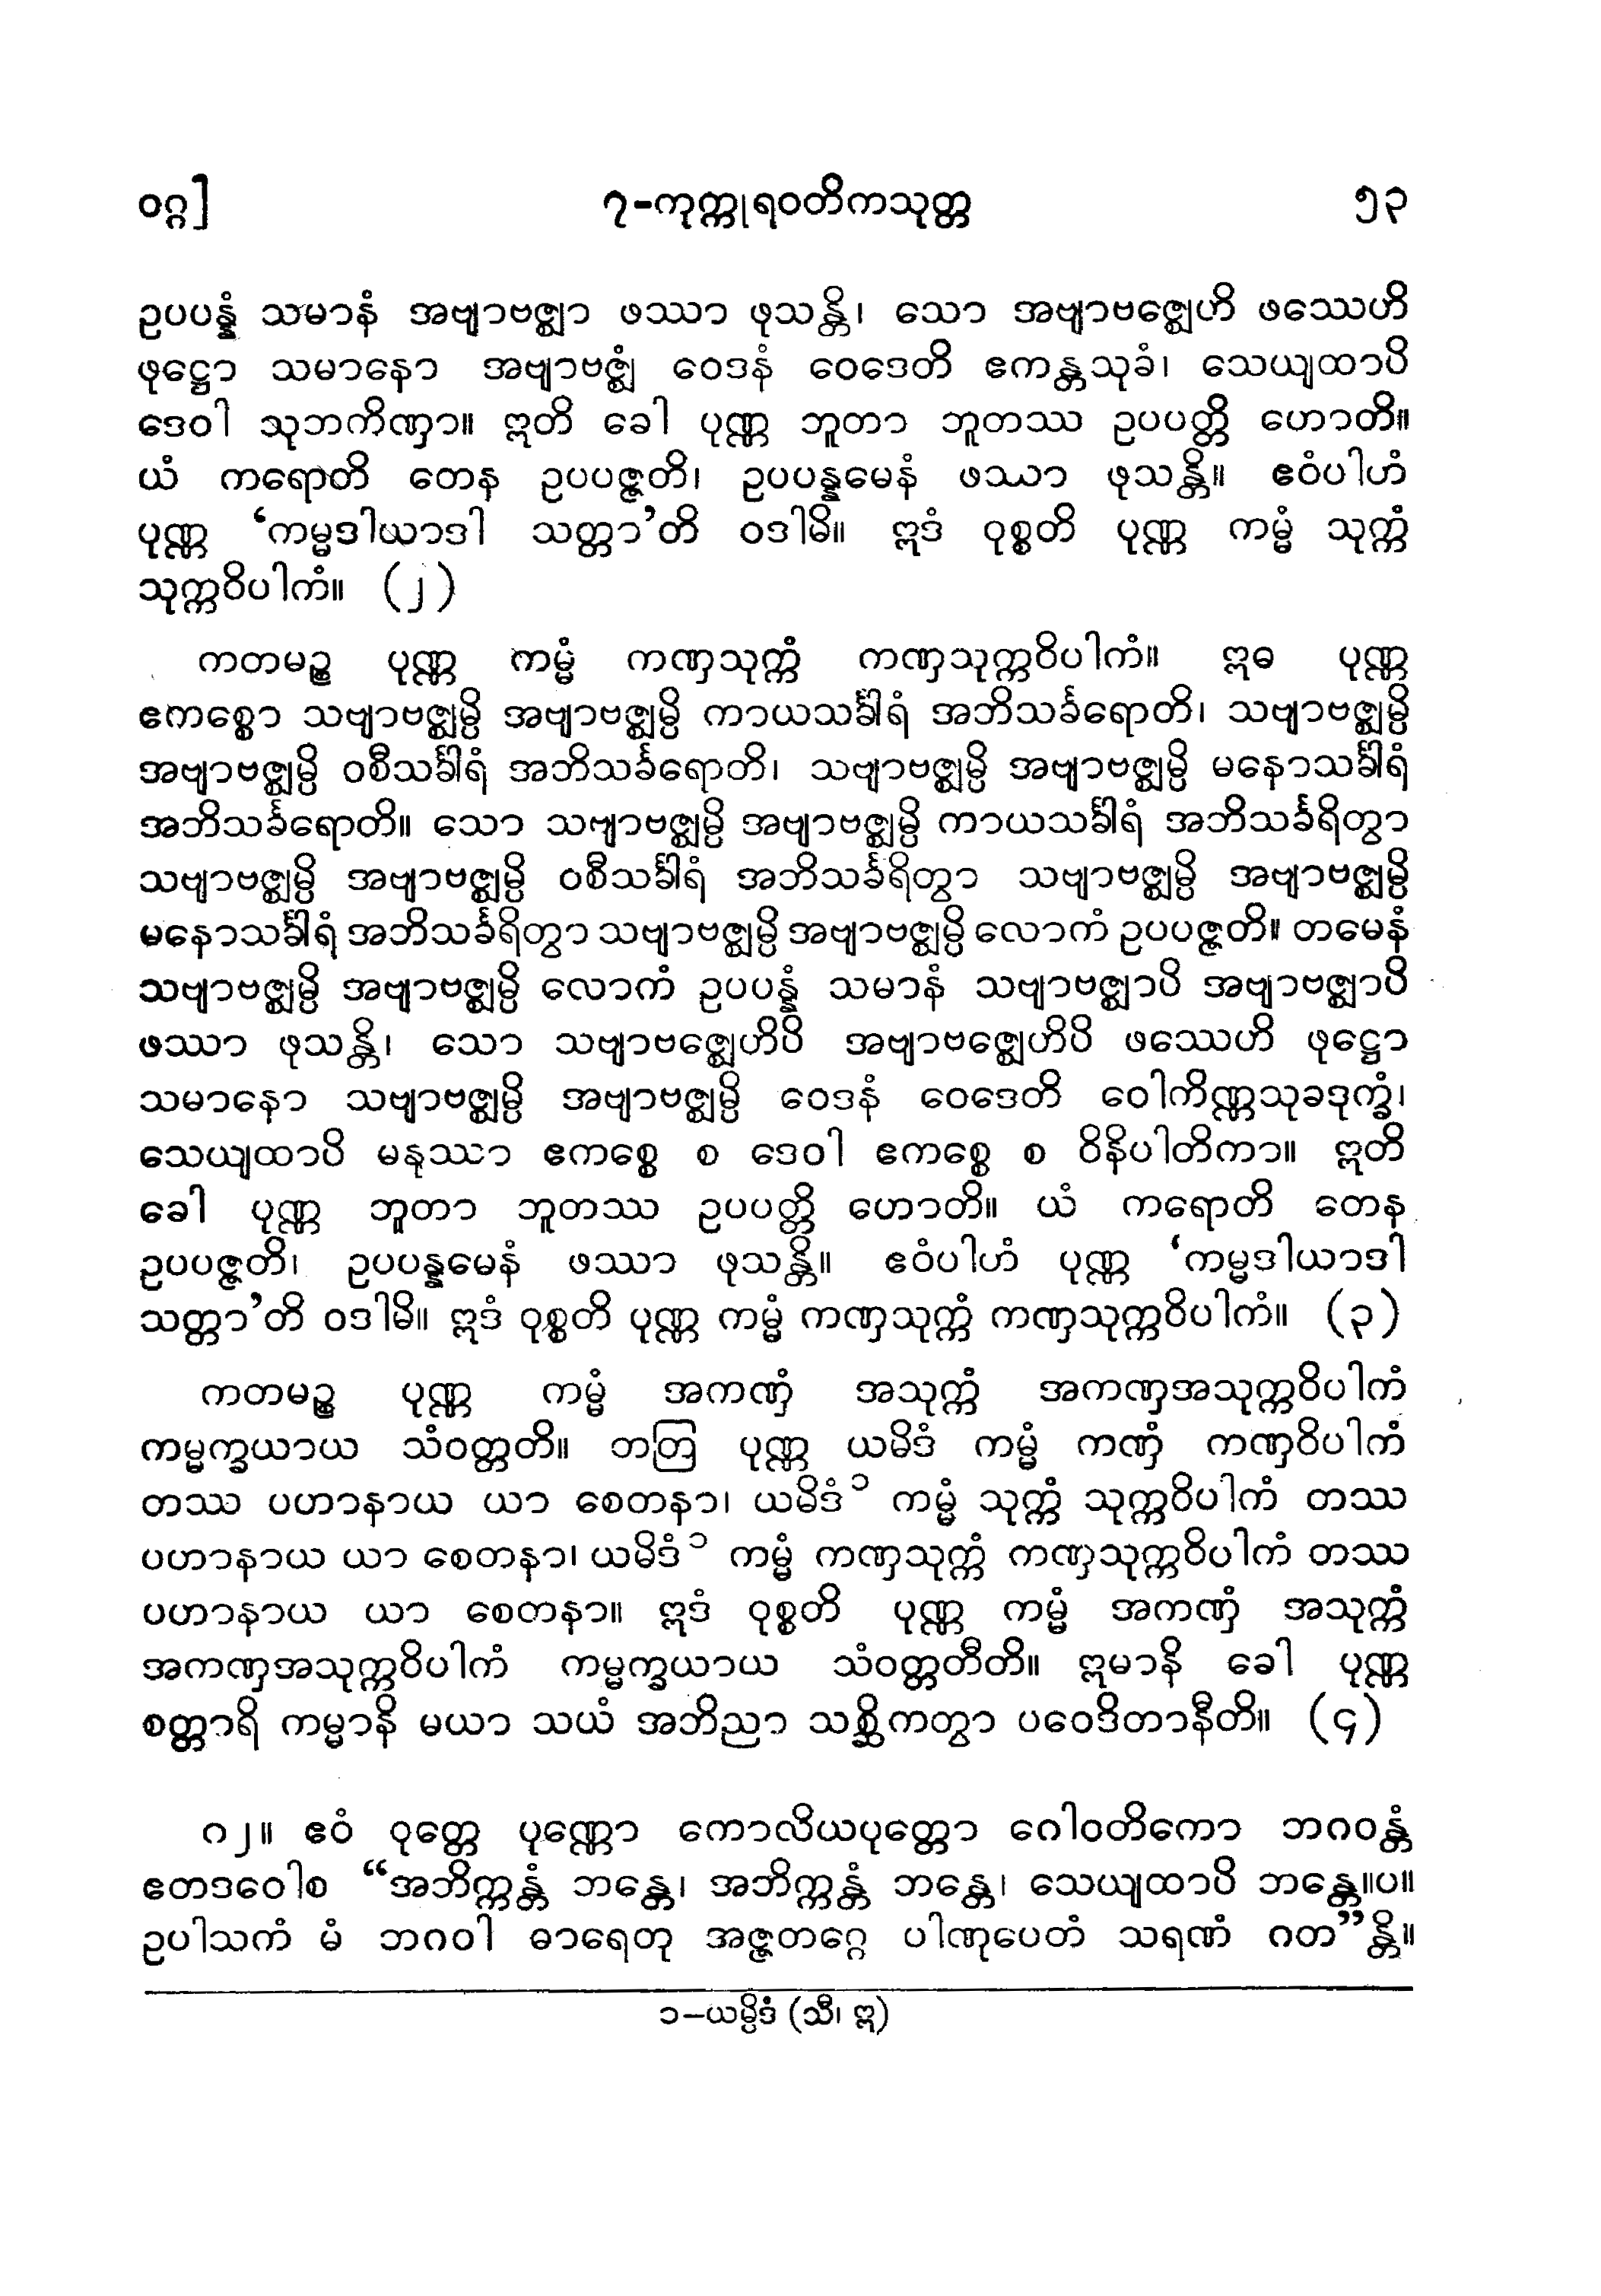 ဝဂ္ဂ] ၇-ကုက္ကုရဝတိကသုတ္တ ၅၃
ဥပပန္နံ သမာနံ အဗျာဗဇ္ဈာ ဖဿာ ဖုသန္တိ၊ သော အဗျာဗဇ္ဈေဟိ ဖဿေဟိ
ဖုဋ္ဌော သမာနော အဗျာဗဇ္ဈံ ဝေဒနံ ဝေဒေတိ ဧကန္တသုခံ၊ သေယျထာပိ
ဒေဝါ သုဘကိဏှာ။ ဣတိ ခေါ ပုဏ္ဏ ဘူတာ ဘူတဿ ဥပပတ္တိ ဟောတိ။
ယံ ကရောတိ တေန ဥပပဇ္ဇတိ၊ ဥပပန္နမေနံ ဖဿာ ဖုသန္တိ။ ဧဝံပါဟံ
ပုဏ္ဏ ‘ကမ္မဒါယာဒါ သတ္တာ’တိ ဝဒါမိ။ ဣဒံ ဝုစ္စတိ ပုဏ္ဏ ကမ္မံ သုက္ကံ
သုက္ကဝိပါကံ။ (၂)
ကတမဉ္စ ပုဏ္ဏ ကမ္မံ ကဏှသုက္ကံ ကဏှသုက္ကဝိပါကံ။ ဣဓ ပုဏ္ဏ
ဧကစ္စော သဗျာဗဇ္ဈမ္ပိ အဗျာဗဇ္ဈမ္ပိ ကာယသင်္ခါရံ အဘိသင်္ခရောတိ၊ သဗျာဗဇ္ဈမ္ပိ
အဗျာဗဇ္ဈမ္ပိ ဝစီသင်္ခါရံ အဘိသင်္ခရောတိ၊ သဗျာဗဇ္ဈမ္ပိ အဗျာဗဇ္ဈမ္ပိ မနောသင်္ခါရံ
အဘိသင်္ခရောတိ။ သော သဗျာဗဇ္ဈမ္ပိ အဗျာဗဇ္ဈမ္ပိ ကာယသင်္ခါရံ အဘိသင်္ခရိတွာ
သဗျာဗဇ္ဈမ္ပိ အဗျာဗဇ္ဈမ္ပိ ဝစီသင်္ခါရံ အဘိသင်္ခရိတွာ သဗျာဗဇ္ဈမ္ပိ အဗျာဗဇ္ဈမ္ပိ
မနောသင်္ခါရံ အဘိသင်္ခရိတွာ သဗျာဗဇ္ဈမ္ပိ အဗျာဗဇ္ဈမ္ပိ လောကံ ဥပပဇ္ဇတိ။ တမေနံ
သဗျာဗဇ္ဈမ္ပိ အဗျာဗဇ္ဈမ္ပိ လောကံ ဥပပန္နံ သမာနံ သဗျာဗဇ္ဈာပိ အဗျာဗဇ္ဈာပိ
ဖဿာ ဖုသန္တိ၊ သော သဗျာဗဇ္ဈေဟိပိ အဗျာဗဇ္ဈေဟိပိ ဖဿေဟိ ဖုဋ္ဌော
သမာနော သဗျာဗဇ္ဈမ္ပိ အဗျာဗဇ္ဈမ္ပိ ဝေဒနံ ဝေဒေတိ ဝေါကိဏ္ဏသုခဒုက္ခံ၊
သေယျထာပိ မနုဿာ ဧကစ္စေ စ ဒေဝါ ဧကစ္စေ စ ဝိနိပါတိကာ။ ဣတိ
ခေါ ပုဏ္ဏ ဘူတာ ဘူတဿ ဥပပတ္တိ ဟောတိ။ ယံ ကရောတိ တေန
ဥပပဇ္ဇတိ၊ ဥပပန္နမေနံ ဖဿာ ဖုသန္တိ။ ဧဝံပါဟံ ပုဏ္ဏ ‘ကမ္မဒါယာဒါ
သတ္တာ’တိ ဝဒါမိ။ ဣဒံ ဝုစ္စတိ ပုဏ္ဏ ကမ္မံ ကဏှသုက္ကံ ကဏှသုက္ကဝိပါကံ။ (၃)
ကတမဉ္စ ပုဏ္ဏ ကမ္မံ အကဏှံ အသုက္ကံ အကဏှအသုက္ကဝိပါကံ
ကမ္မက္ခယာယ သံဝတ္တတိ။ တတြ ပုဏ္ဏ ယမိဒံ ကမ္မံ ကဏှံ ကဏှဝိပါကံ
တဿ ပဟာနာယ ယာ စေတနာ၊ ယမိဒံ ၁ ကမ္မံ သုက္ကံ သုက္ကဝိပါကံ တဿ
ပဟာနာယ ယာ စေတနာ၊ ယမိဒံ ၁ ကမ္မံ ကဏှသုက္ကံ ကဏှသုက္ကဝိပါကံ တဿ
ပဟာနာယ ယာ စေတနာ။ ဣဒံ ဝုစ္စတိ ပုဏ္ဏ ကမ္မံ အကဏှံ အသုက္ကံ
အကဏှအသုက္ကဝိပါကံ ကမ္မက္ခယာယ သံဝတ္တတီတိ။ ဣမာနိ ခေါ ပုဏ္ဏ
စတ္တာရိ ကမ္မာနိ မယာ သယံ အဘိညာ သစ္ဆိကတွာ ပဝေဒိတာနီတိ။ (၄)
၈၂။ ဧဝံ ဝုတ္တေ ပုဏ္ဏော ကောလိယပုတ္တော ဂေါဝတိကော ဘဂဝန္တံ
ဧတဒဝေါစ “အဘိက္ကန္တံ ဘန္တေ၊ အဘိက္ကန္တံ ဘန္တေ၊ သေယျထာပိ ဘန္တေ။ပ။
ဥပါသကံ မံ ဘဂဝါ ဓာရေတု အဇ္ဇတဂ္ဂေ ပါဏုပေတံ သရဏံ ဂတ”န္တိ။
၁−ယမ္ပိဒံ (သီ၊ ဣ)